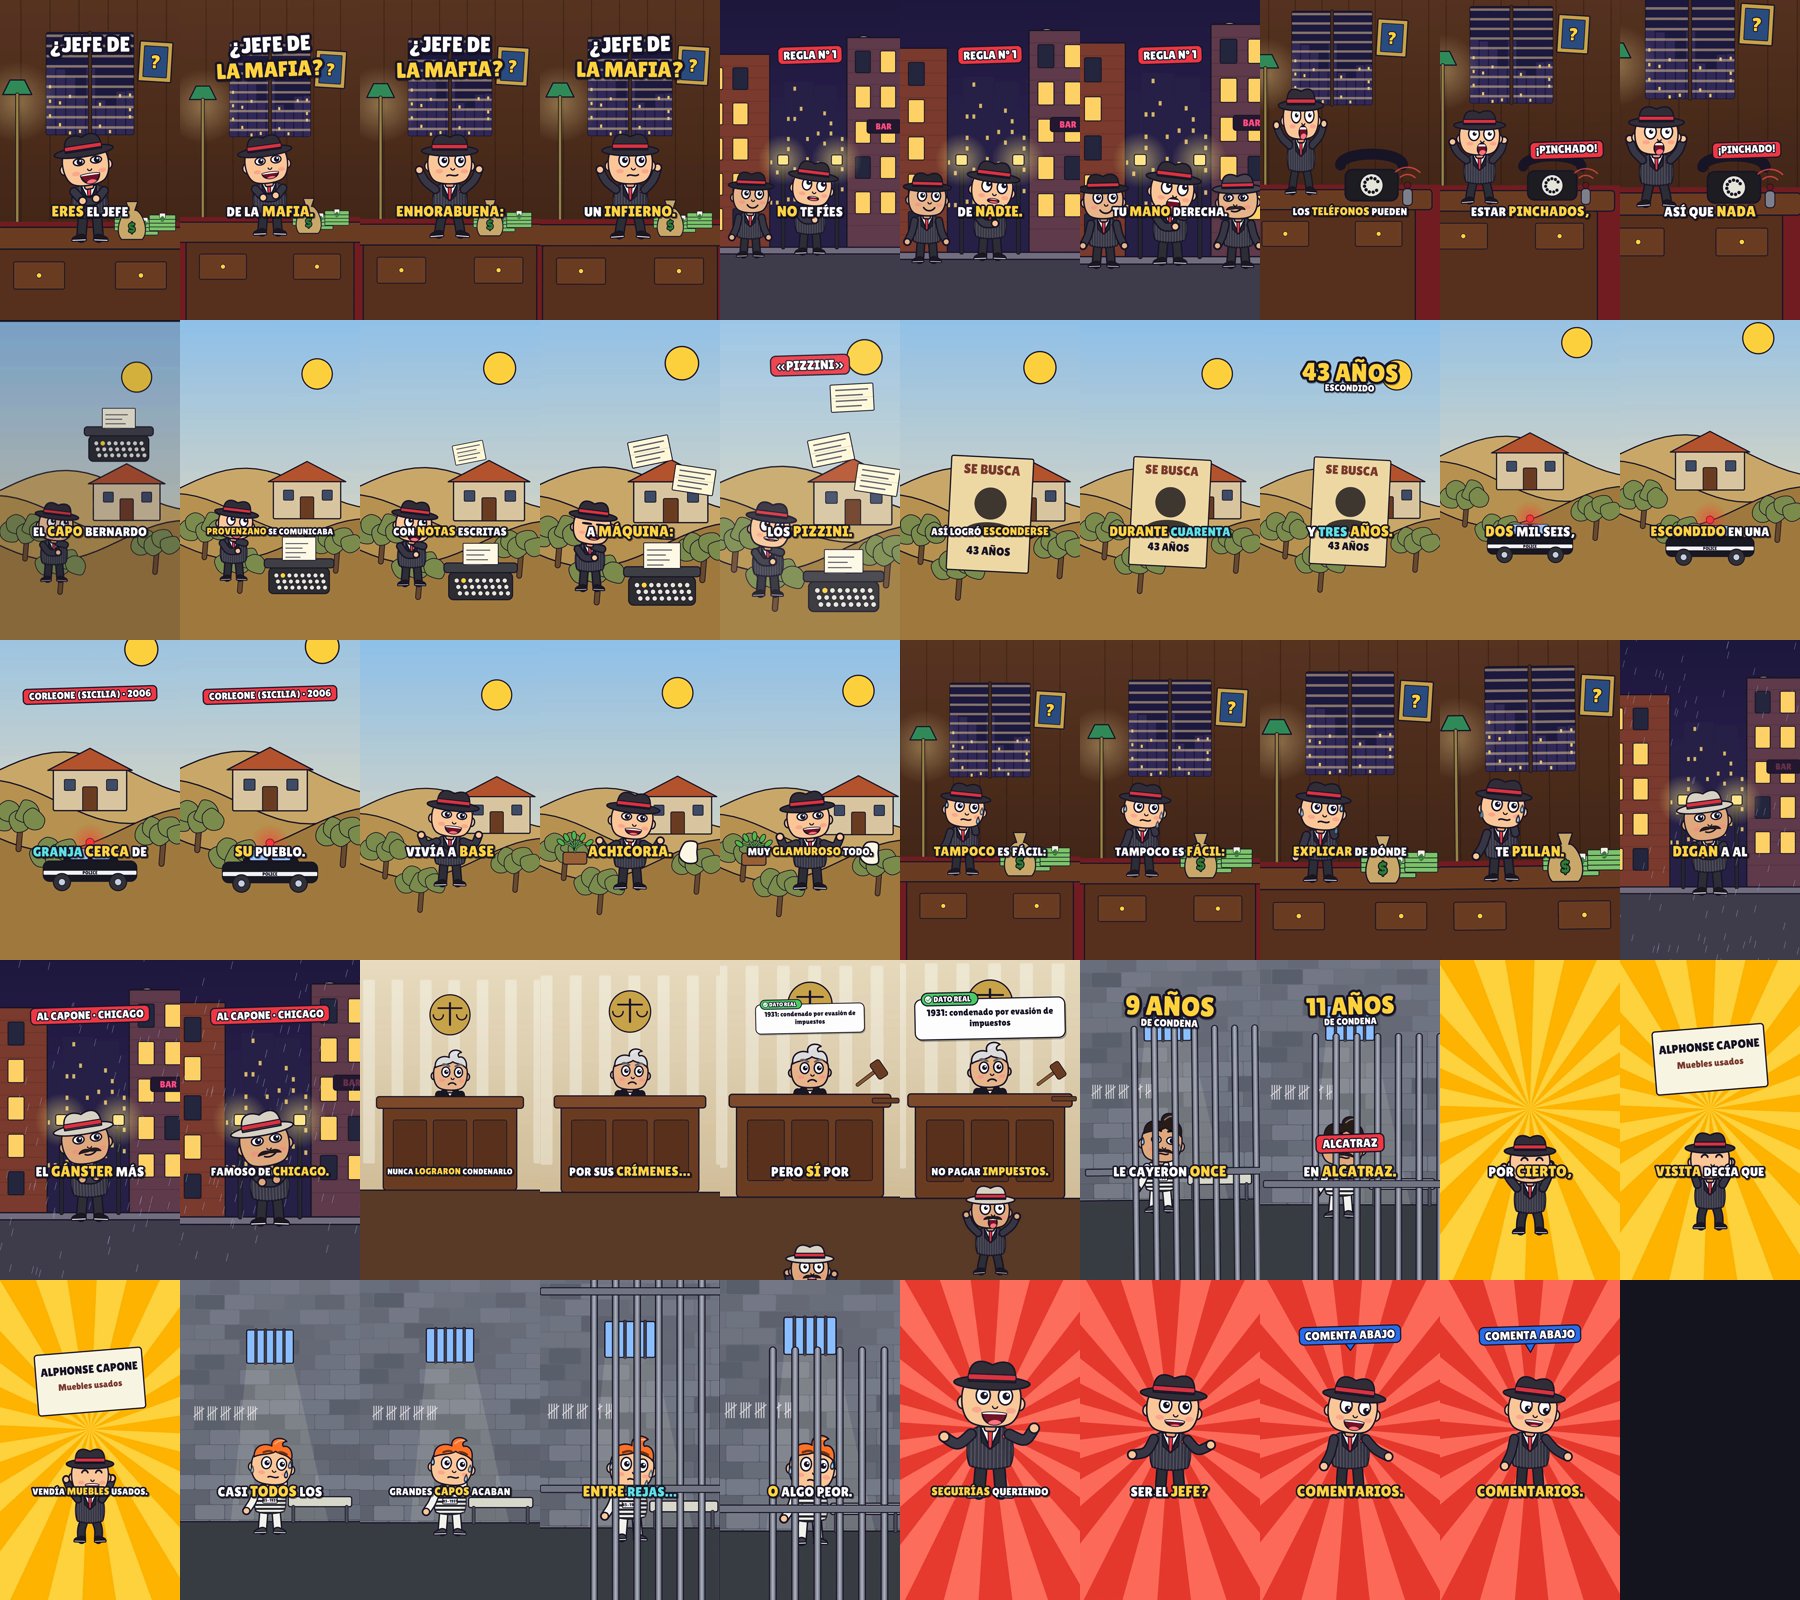 ¿JEFE DE
?
ERES EL JEFE
$
¿JEFE DE
LA MAFIA?
?
DE LA MAFIA.
$
¿JEFE DE
LA MAFIA?
?
ENHORABUENA:
$
¿JEFE DE
LA MAFIA?
?
UN INFIERNO.
$
REGLA Nº 1
BAR
NO TE FÍES
REGLA Nº 1
BAR
DE NADIE.
REGLA Nº 1
BAR
TU MANO DERECHA.
?
LOS TELÉFONOS PUEDEN
?
¡PINCHADO!
ESTAR PINCHADOS,
?
¡PINCHADO!
ASÍ QUE NADA
EL CAPO BERNARDO
PROVENZANO SE COMUNICABA
CON NOTAS ESCRITAS
A MÁQUINA:
«PIZZINI»
LOS PIZZINI.
SE BUSCA
ASÍ LOGRÓ ESCONDERSE
43 AÑOS
SE BUSCA
DURANTE CUARENTA
43 AÑOS
43 AÑOS
ESCONDIDO
SE BUSCA
Y TRES AÑOS.
43 AÑOS
DOS MIL SEIS,
POLICE
ESCONDIDO EN UNA
POLICE
CORLEONE (SICILIA) · 2006
GRANJA CERCA DE
POLICE
CORLEONE (SICILIA) · 2006
SU PUEBLO.
POLICE
VIVÍA A BASE
ACHICORIA.
MUY GLAMUROSO TODO.
?
TAMPOCO ES FÁCIL:
$
?
TAMPOCO ES FÁCIL:
$
?
EXPLICAR DE DÓNDE
$
?
TE PILLAN.
$
BAR
DIGAN A AL
AL CAPONE · CHICAGO
BAR
EL GÁNSTER MÁS
AL CAPONE · CHICAGO
BAR
FAMOSO DE CHICAGO.
NUNCA LOGRARON CONDENARLO
POR SUS CRÍMENES...
DATO REAL
1931: condenado por evasión de
impuestos
PERO SÍ POR
DATO REAL
1931: condenado por evasión de
impuestos
NO PAGAR IMPUESTOS.
9 AÑOS
DE CONDENA
LE CAYERON ONCE
11 AÑOS
DE CONDENA
ALCATRAZ
EN ALCATRAZ.
POR CIERTO,
ALPHONSE CAPONE
Muebles usados
VISITA DECÍA QUE
ALPHONSE CAPONE
Muebles usados
VENDÍA MUEBLES USADOS.
CASI TODOS LOS
GRANDES CAPOS ACABAN
ENTRE REJAS...
O ALGO PEOR.
SEGUIRÍAS QUERIENDO
SER EL JEFE?
COMENTA ABAJO
COMENTARIOS.
COMENTA ABAJO
COMENTARIOS.